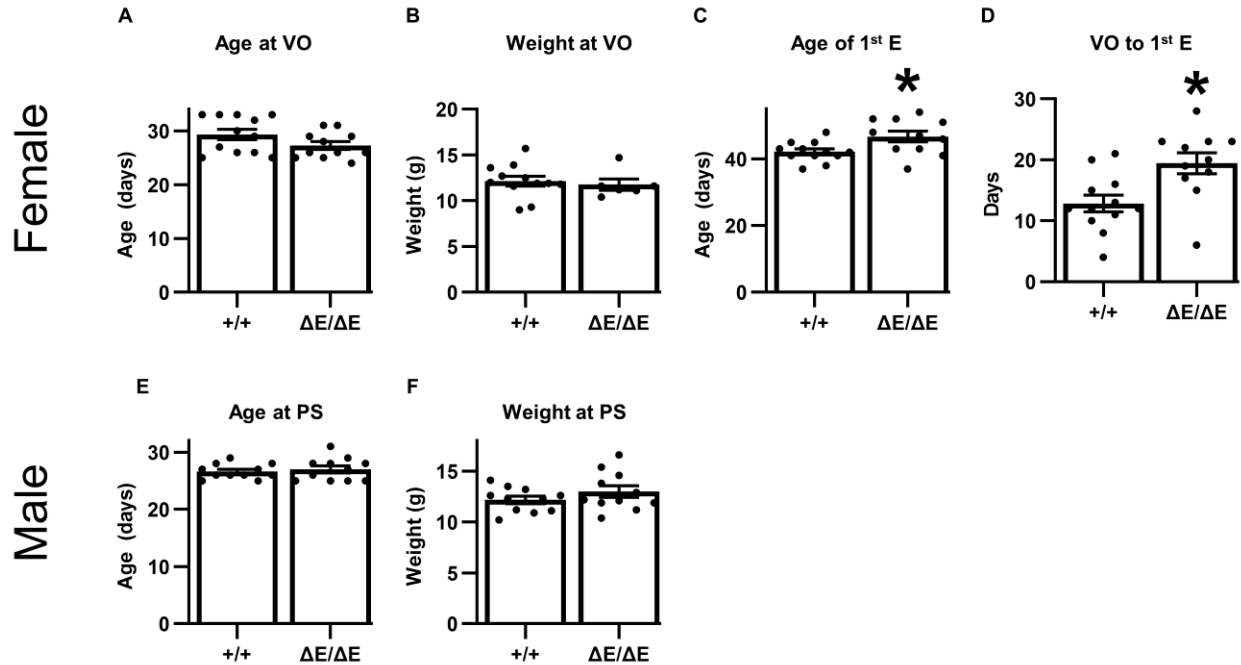 Female
A
Age at VO
Age (days)
30
20
10
0
+/+
ΔE/ΔE
B
Weight at VO
Weight (g)
20
15
10
5
0
+/+
ΔE/ΔE
C
Age of 1st E
*
Age (days)
40
20
0
+/+
ΔE/ΔE
D
VO to 1st E
*
Days
30
20
10
0
+/+
ΔE/ΔE
Male
E
Age at PS
Age (days)
30
20
10
0
+/+
ΔE/ΔE
F
Weight at PS
Weight (g)
15
10
5
0
+/+
ΔE/ΔE